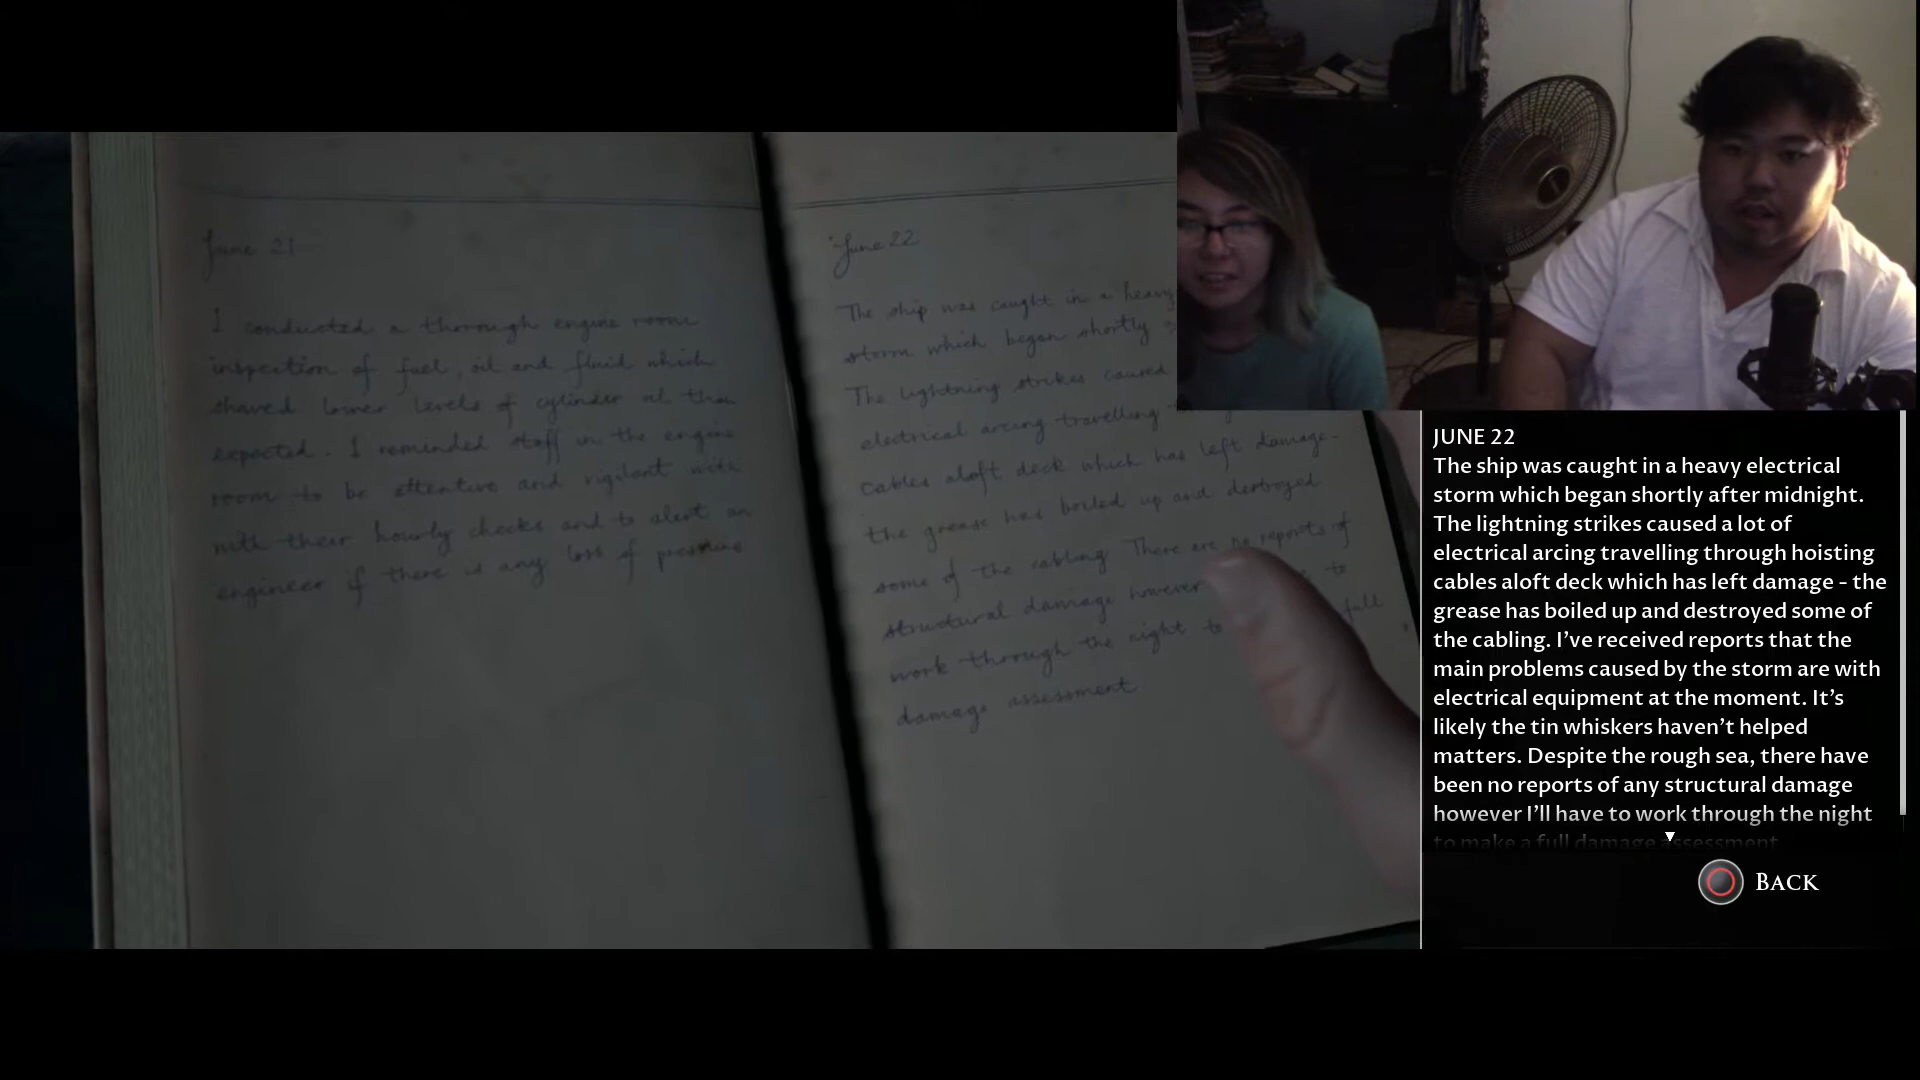 June 21
I conducted a thorough engine room
inspection of fuel, oil and fluid which
showed lower levels of cylinder oil than
expected. I reminded staff in the engine
room to be attentive and vigilant with
with their hourly checks and to alert an
engineer if there is any loss of pressure
June 22
The ship was caught in a heavy
storm which began shortly
The lightning strikes caused
electrical arcing travelling
cables aloft deck which has left damage-
the grease has boiled up and destroyed
some of the cabling There are no reports of
structural damage however to
work through the night to full
damage assessment
JUNE 22
The ship was caught in a heavy electrical
storm which began shortly after midnight.
The lightning strikes caused a lot of
electrical arcing travelling through hoisting
cables aloft deck which has left damage - the
grease has boiled up and destroyed some of
the cabling. I've received reports that the
main problems caused by the storm are with
electrical equipment at the moment. It's
likely the tin whiskers haven't helped
matters. Despite the rough sea, there have
been no reports of any structural damage
however I'll have to work through the night
to make a full damage assessment
BACK